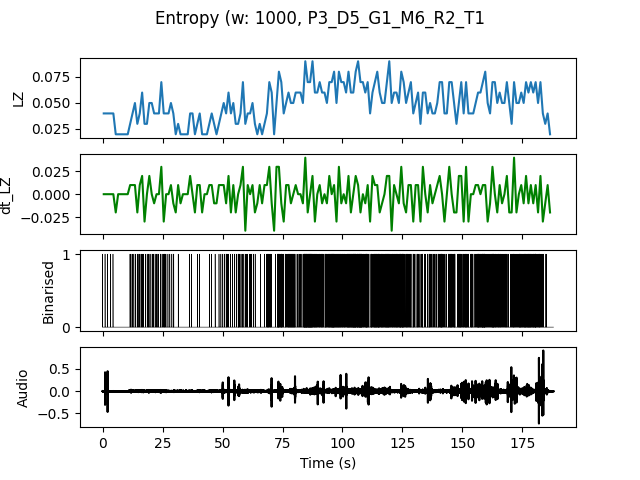 Entropy (w: 1000, P3_D5_G1_M6_R2_T1
LZ
0.075
0.050
0.025
dt_LZ
0.025
0.000
−0.025
Binarised
1
0
Audio
0.5
0.0
−0.5
0 25 50 75 100 125 150 175
Time (s)